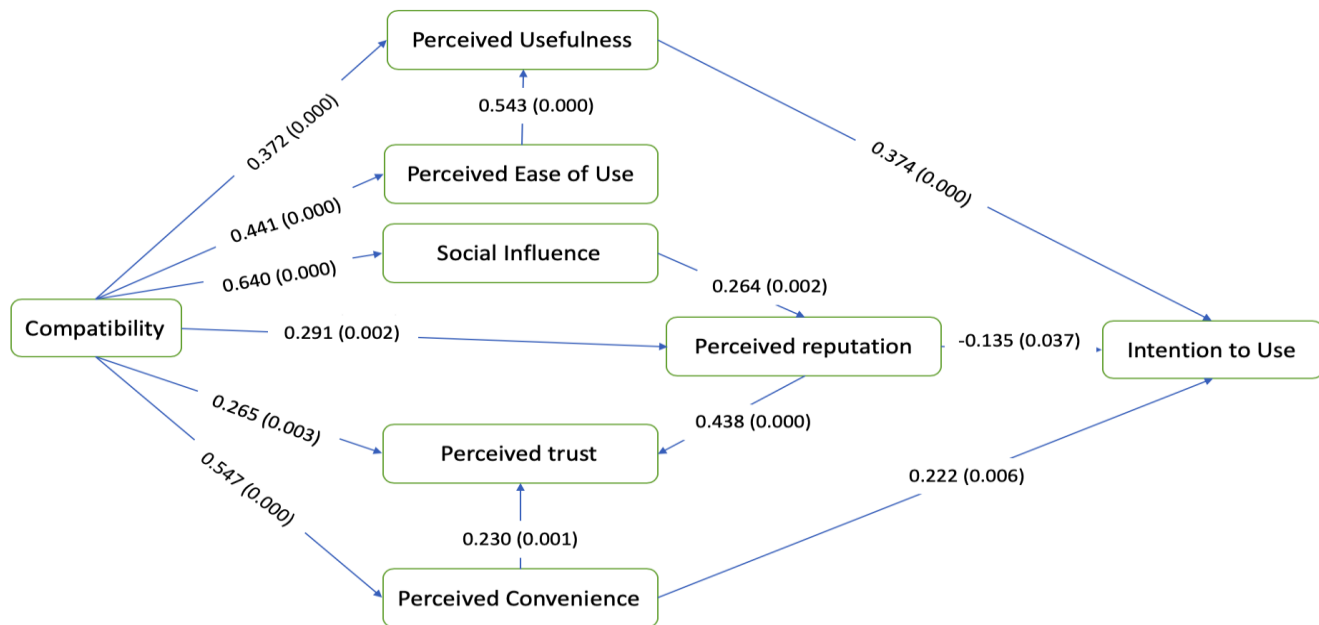 Perceived Usefulness
0.372 (0.000)
0.543 (0.000)
0.374 (0.000)
Perceived Ease of Use
0.441 (0.000)
Social Influence
0.640 (0.000)
0.264 (0.002)
Compatibility
0.291 (0.002)
Perceived reputation
-0.135 (0.037)
Intention to Use
0.265 (0.003)
0.438 (0.000)
Perceived trust
0.547 (0.000)
0.222 (0.006)
0.230 (0.001)
Perceived Convenience